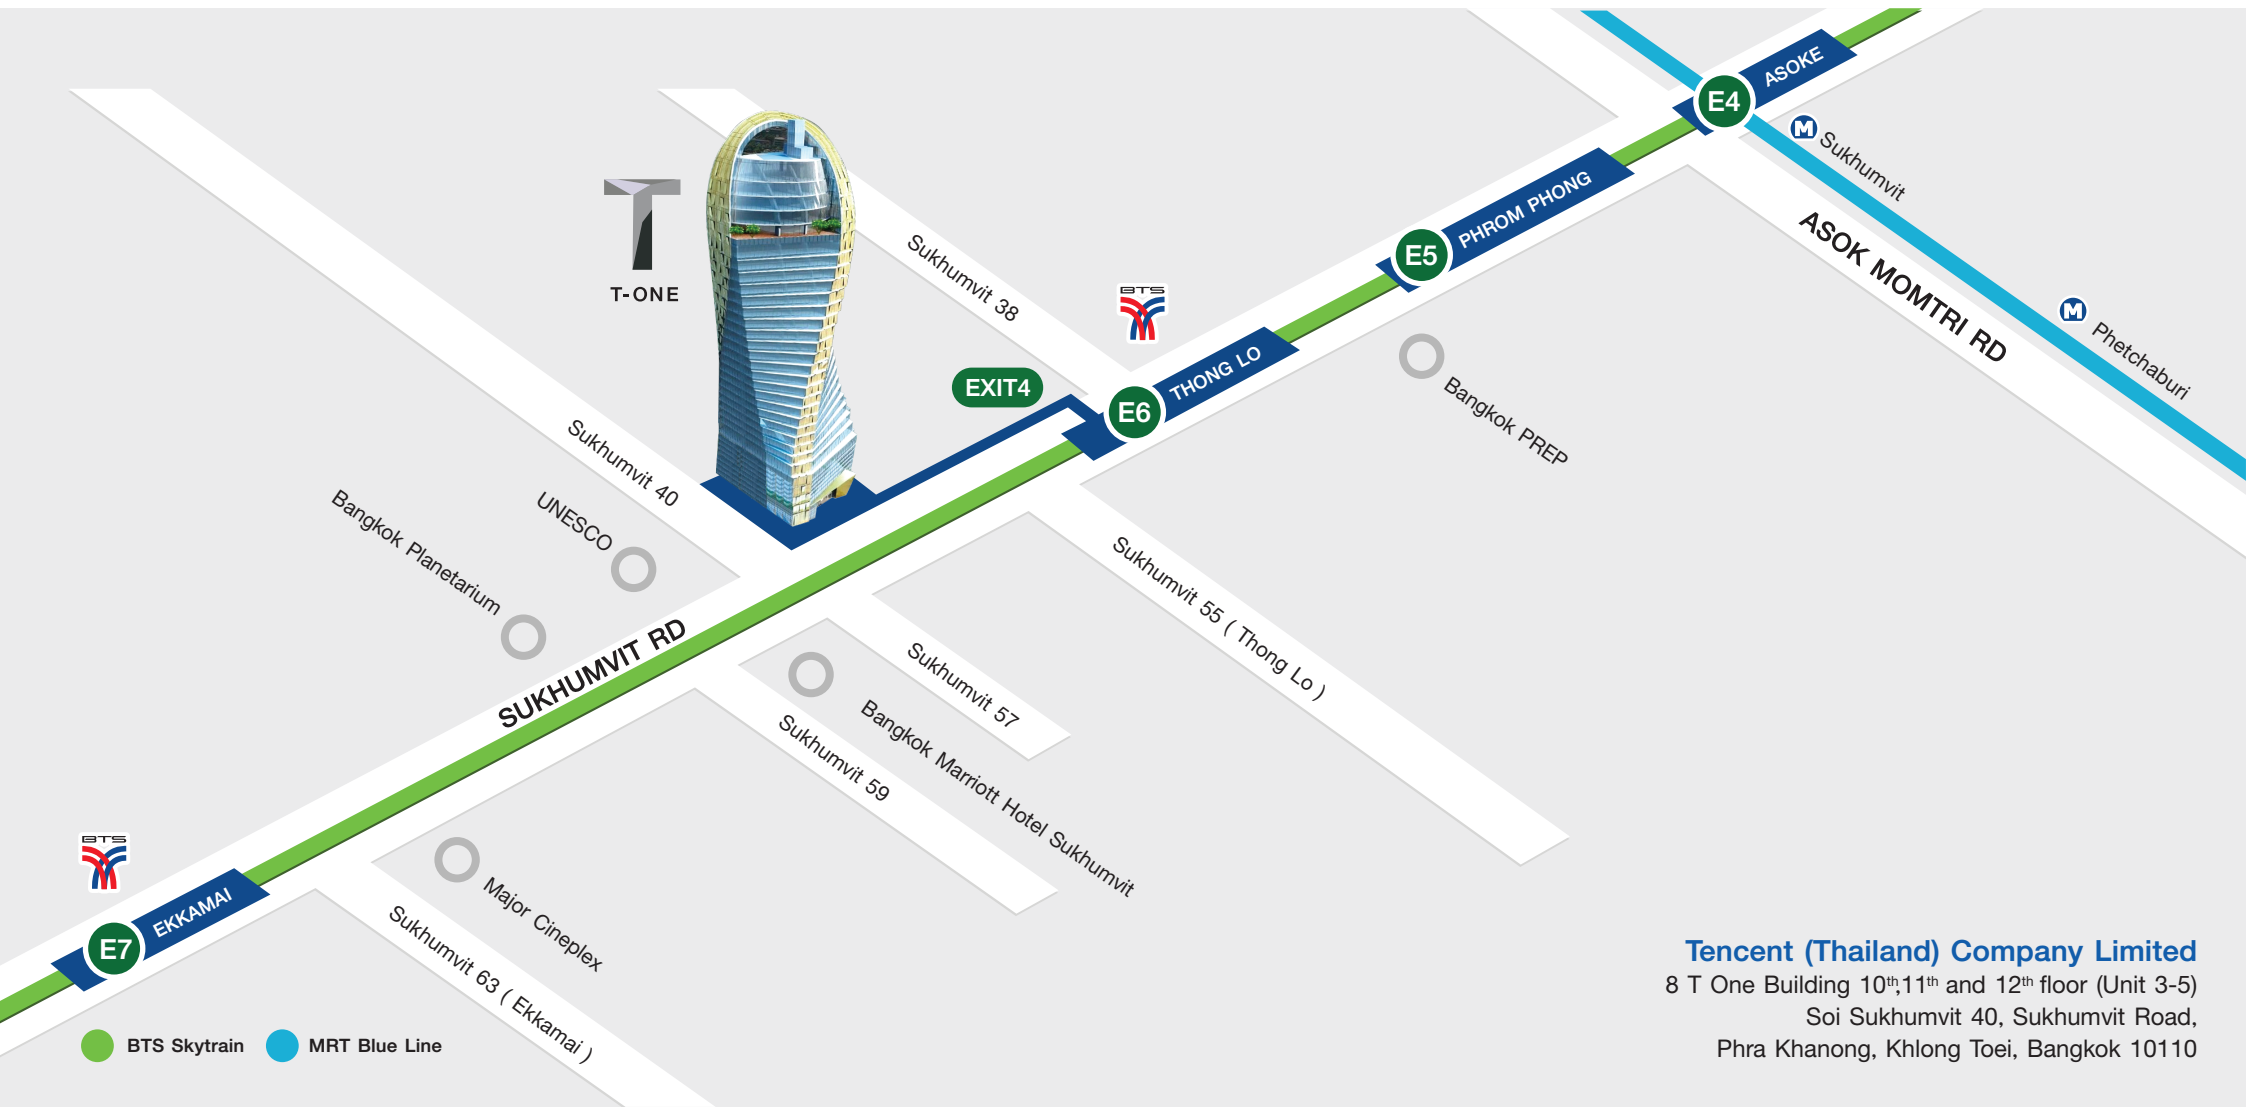 ASOKE
E4
M
Sukhumvit
ASOK MOMTRI RD
PHROM PHONG
E5
M
Phetchaburi
T-ONE
Sukhumvit 38
BTS
EXIT4
THONG LO
E6
Bangkok PREP
Sukhumvit 40
UNESCO
Bangkok Planetarium
Sukhumvit 55 ( Thong Lo )
SUKHUMVIT RD
Sukhumvit 57
Bangkok Marriott Hotel Sukhumvit
Sukhumvit 59
BTS
EKKAMAI
E7
Major Cineplex
Sukhumvit 63 ( Ekkamai )
BTS Skytrain
MRT Blue Line
Tencent (Thailand) Company Limited
8 T One Building 10th,11th and 12th floor (Unit 3-5)
Soi Sukhumvit 40, Sukhumvit Road,
Phra Khanong, Khlong Toei, Bangkok 10110